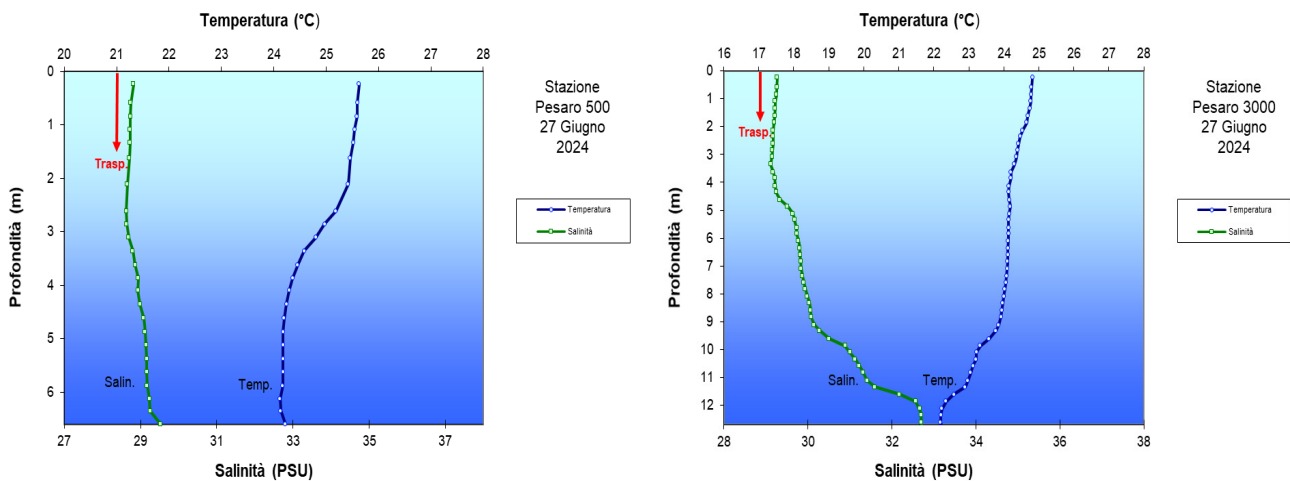 Temperatura (°C)
20 21 22 23 24 25 26 27 28
0
1
2
3
4
5
6
Profondità (m)
Trasp.
Salin.
Temp.
27 29 31 33 35 37
Salinità (PSU)
Stazione
Pesaro 500
27 Giugno
2024
Temperatura
Salinità
Temperatura (°C)
16 17 18 19 20 21 22 23 24 25 26 27 28
0
1
2
3
4
5
6
7
8
9
10
11
12
Profondità (m)
Trasp.
Salin.
Temp.
28 30 32 34 36 38
Salinità (PSU)
Stazione
Pesaro 3000
27 Giugno
2024
Temperatura
Salinità